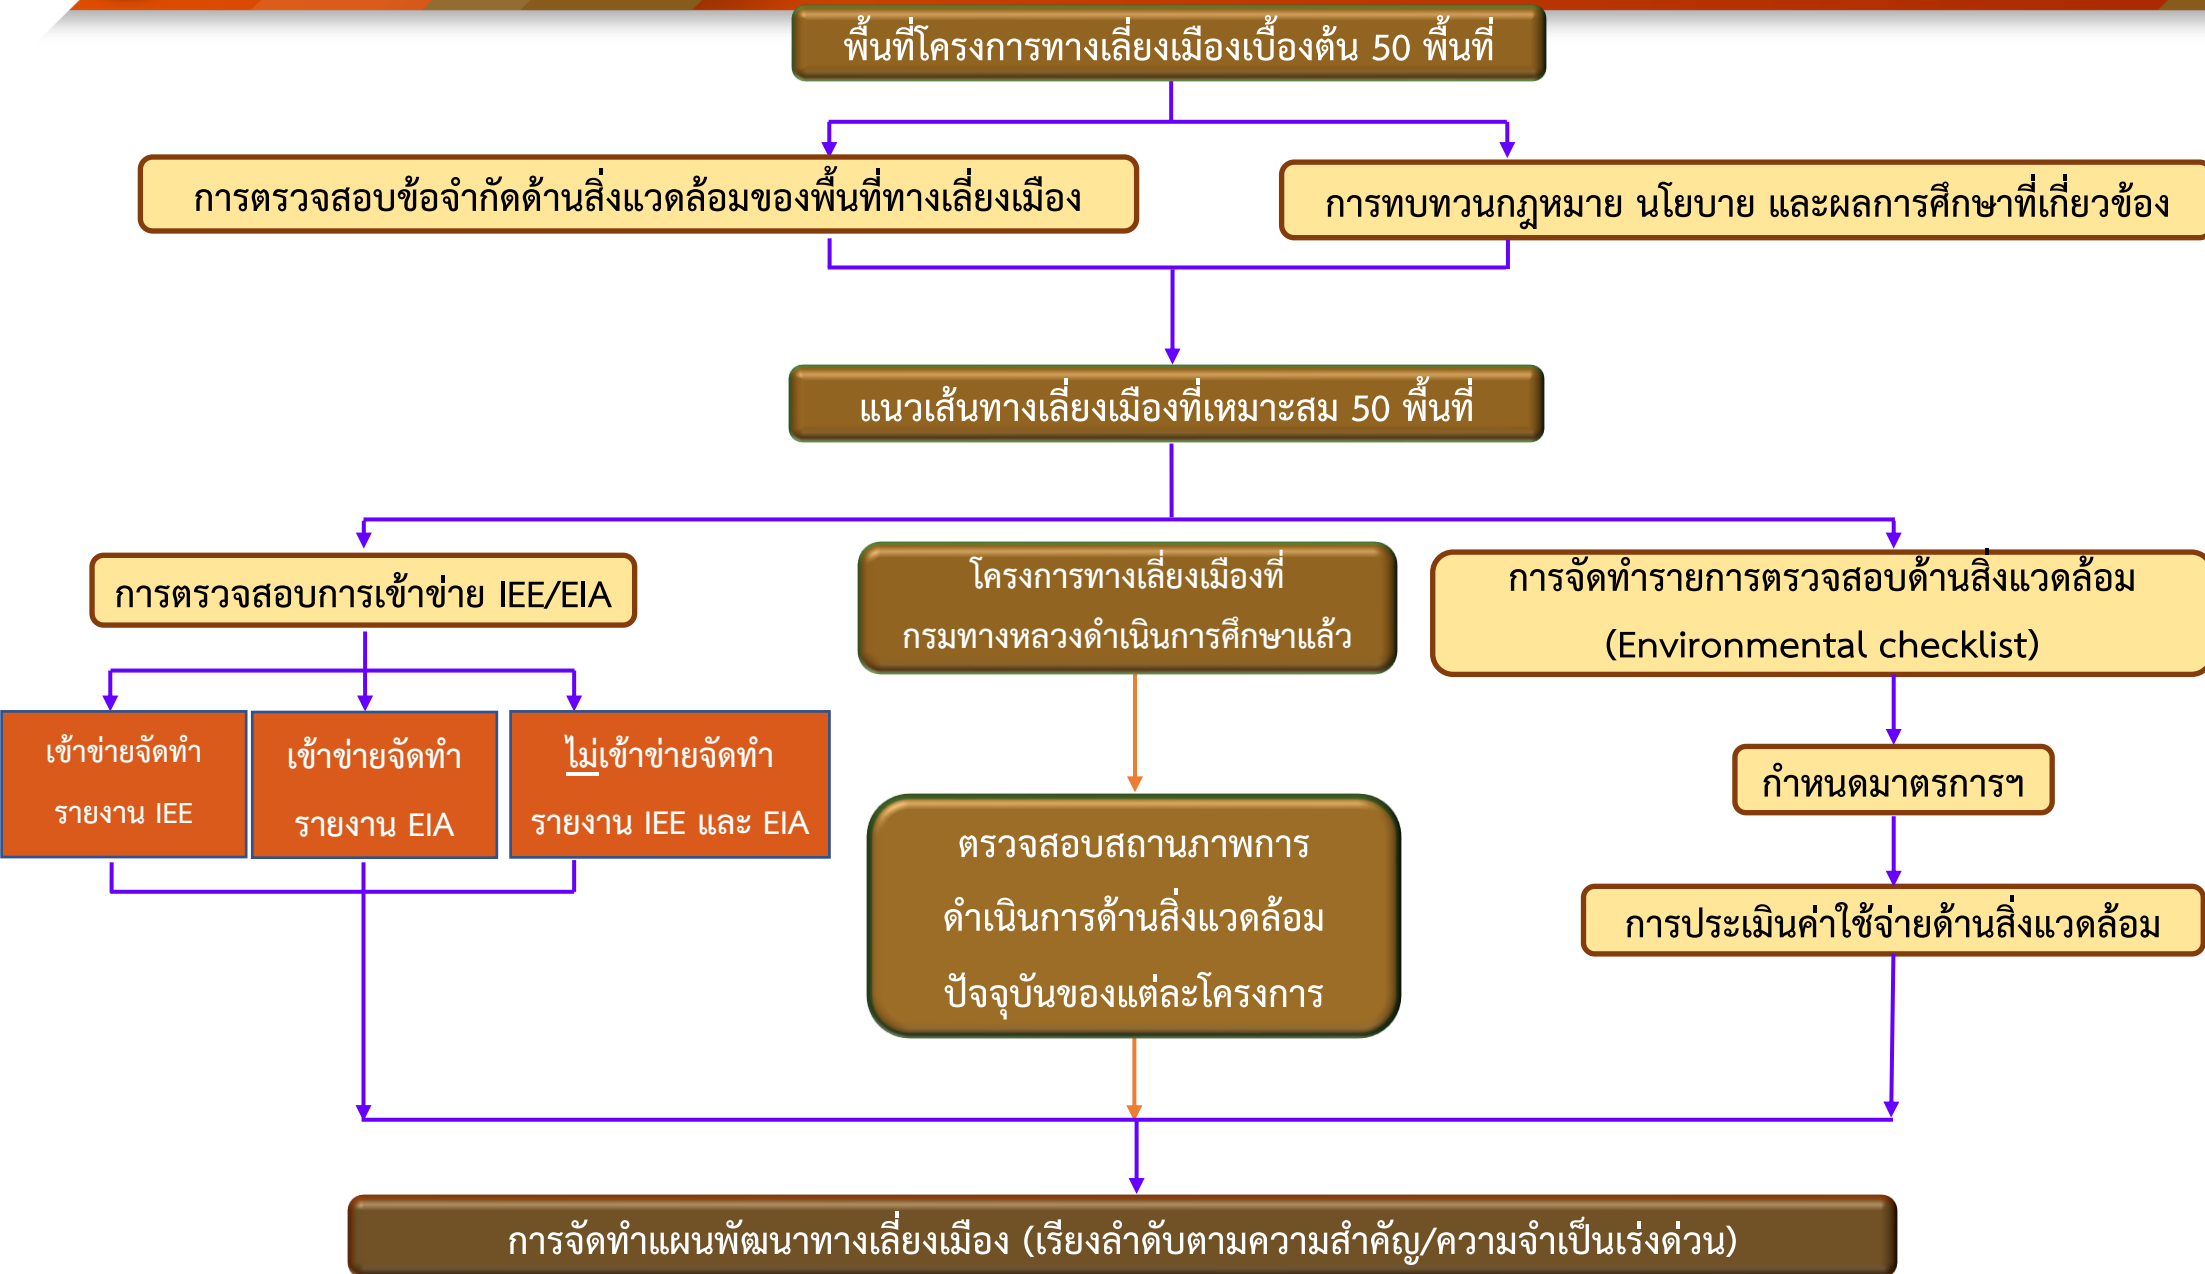 พื้นที่โครงการทางเลี่ยงเมืองเบื้องต้น 50 พื้นที่
การตรวจสอบข้อจำกัดด้านสิ่งแวดล้อมของพื้นที่ทางเลี่ยงเมือง
การทบทวนกฎหมาย นโยบาย และผลการศึกษาที่เกี่ยวข้อง
แนวเส้นทางเลี่ยงเมืองที่เหมาะสม 50 พื้นที่
การตรวจสอบการเข้าข่าย IEE/EIA
โครงการทางเลี่ยงเมืองที่
กรมทางหลวงดำเนินการศึกษาแล้ว
การจัดทำรายการตรวจสอบด้านสิ่งแวดล้อม
(Environmental checklist)
เข้าข่ายจัดทำ
รายงาน IEE
เข้าข่ายจัดทำ
รายงาน EIA
ไม่เข้าข่ายจัดทำ
รายงาน IEE และ EIA
ตรวจสอบสถานภาพการ
ดำเนินการด้านสิ่งแวดล้อม
ปัจจุบันของแต่ละโครงการ
กำหนดมาตรการฯ
การประเมินค่าใช้จ่ายด้านสิ่งแวดล้อม
การจัดทำแผนพัฒนาทางเลี่ยงเมือง (เรียงลำดับตามความสำคัญ/ความจำเป็นเร่งด่วน)